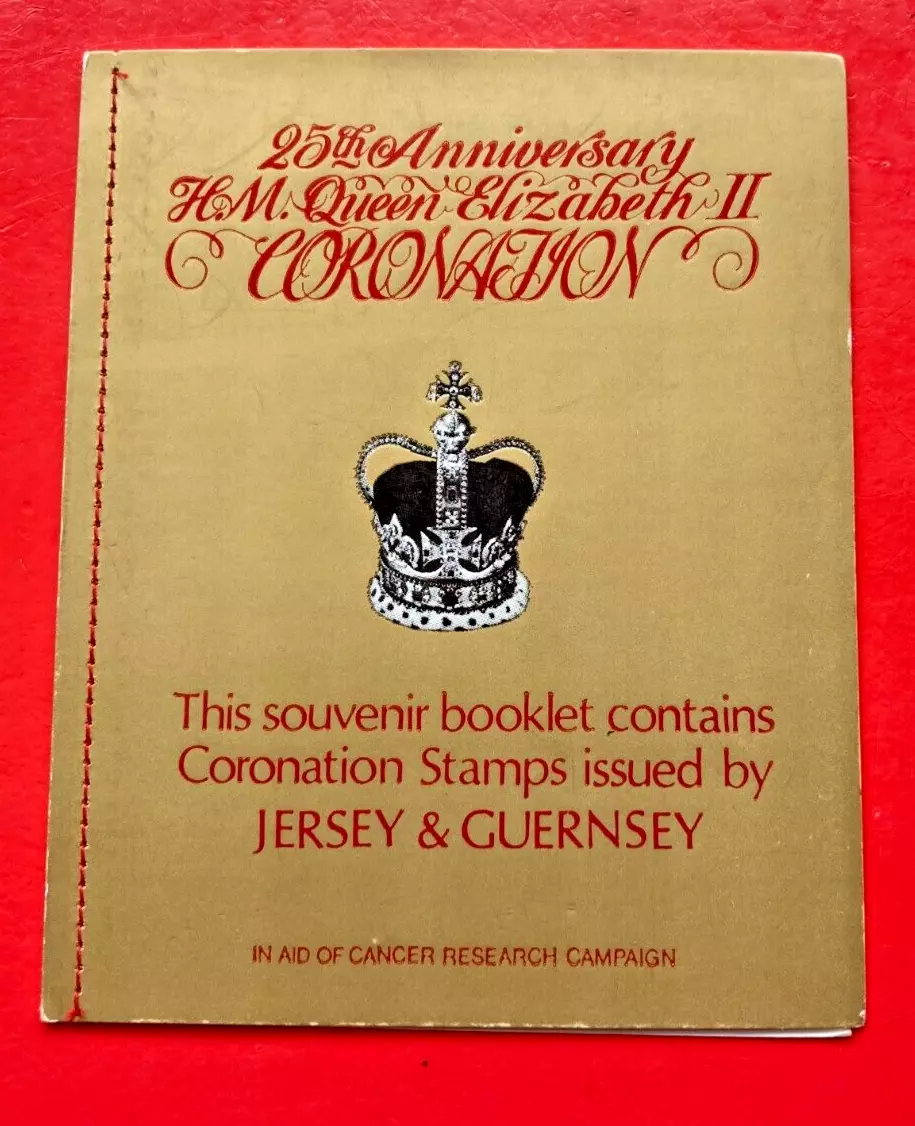 25th Anniversary
H.M. Queen Elizabeth II
CORONATION
This souvenir booklet contains
Coronation Stamps issued by
JERSEY & GUERNSEY
IN AID OF CANCER RESEARCH CAMPAIGN